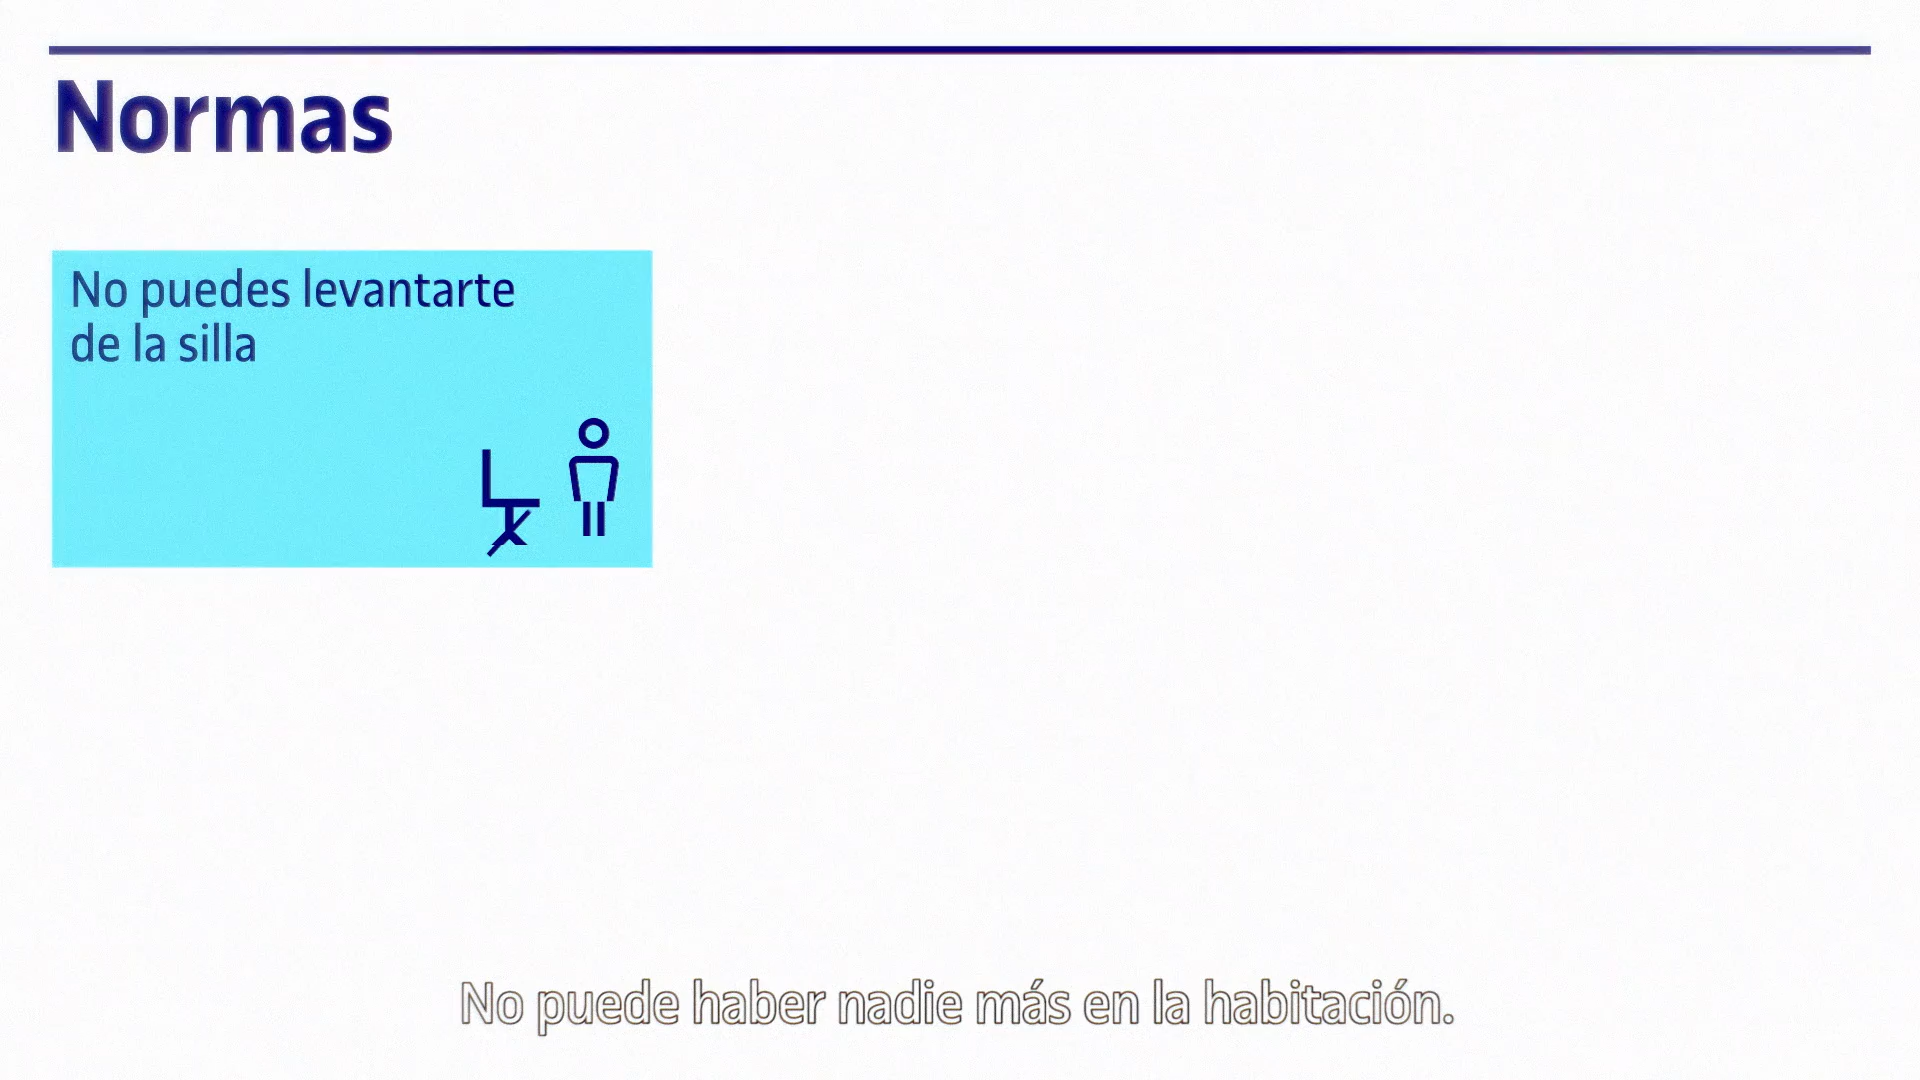 Normas
No puedes levantarte
de la silla
No puede haber nadie más en la habitación.